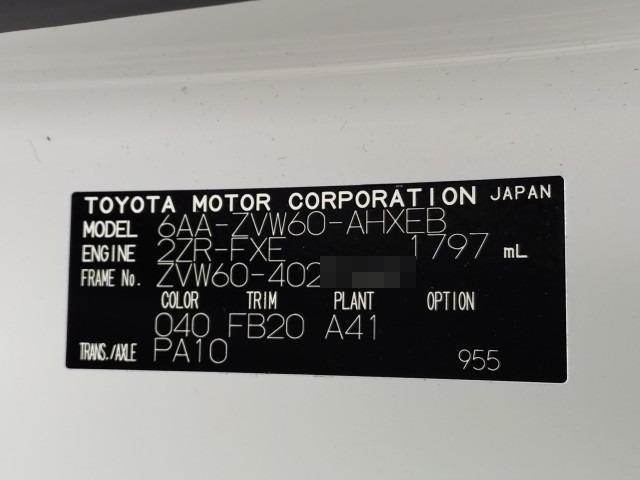 TOYOTA MOTOR CORPORATION JAPAN
MODEL 6AA-ZVW60-AHXEB
ENGINE 2ZR-FXE 1797 mL
FRAME No. ZVW60-402
COLOR TRIM PLANT OPTION
040 FB20 A41
TRANS./AXLE PA10 955